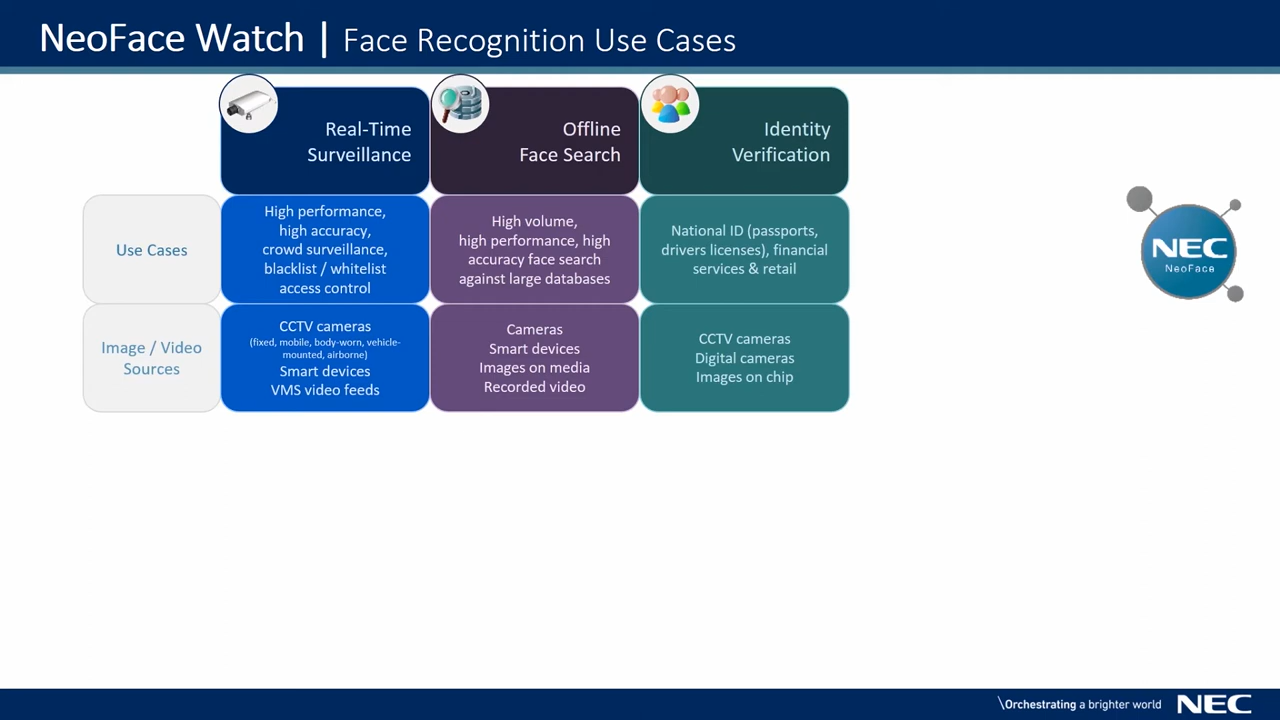 NeoFace Watch | Face Recognition Use Cases
Real-Time
Surveillance
Offline
Face Search
Identity
Verification
Use Cases
High performance,
high accuracy,
crowd surveillance,
blacklist / whitelist
access control
High volume,
high performance, high
accuracy face search
against large databases
National ID (passports,
drivers licenses), financial
services & retail
Image / Video
Sources
CCTV cameras
(fixed, mobile, body-worn, vehicle-
mounted, airborne)
Smart devices
VMS video feeds
Cameras
Smart devices
Images on media
Recorded video
CCTV cameras
Digital cameras
Images on chip
NEC
NeoFace
\Orchestrating a brighter world
NEC